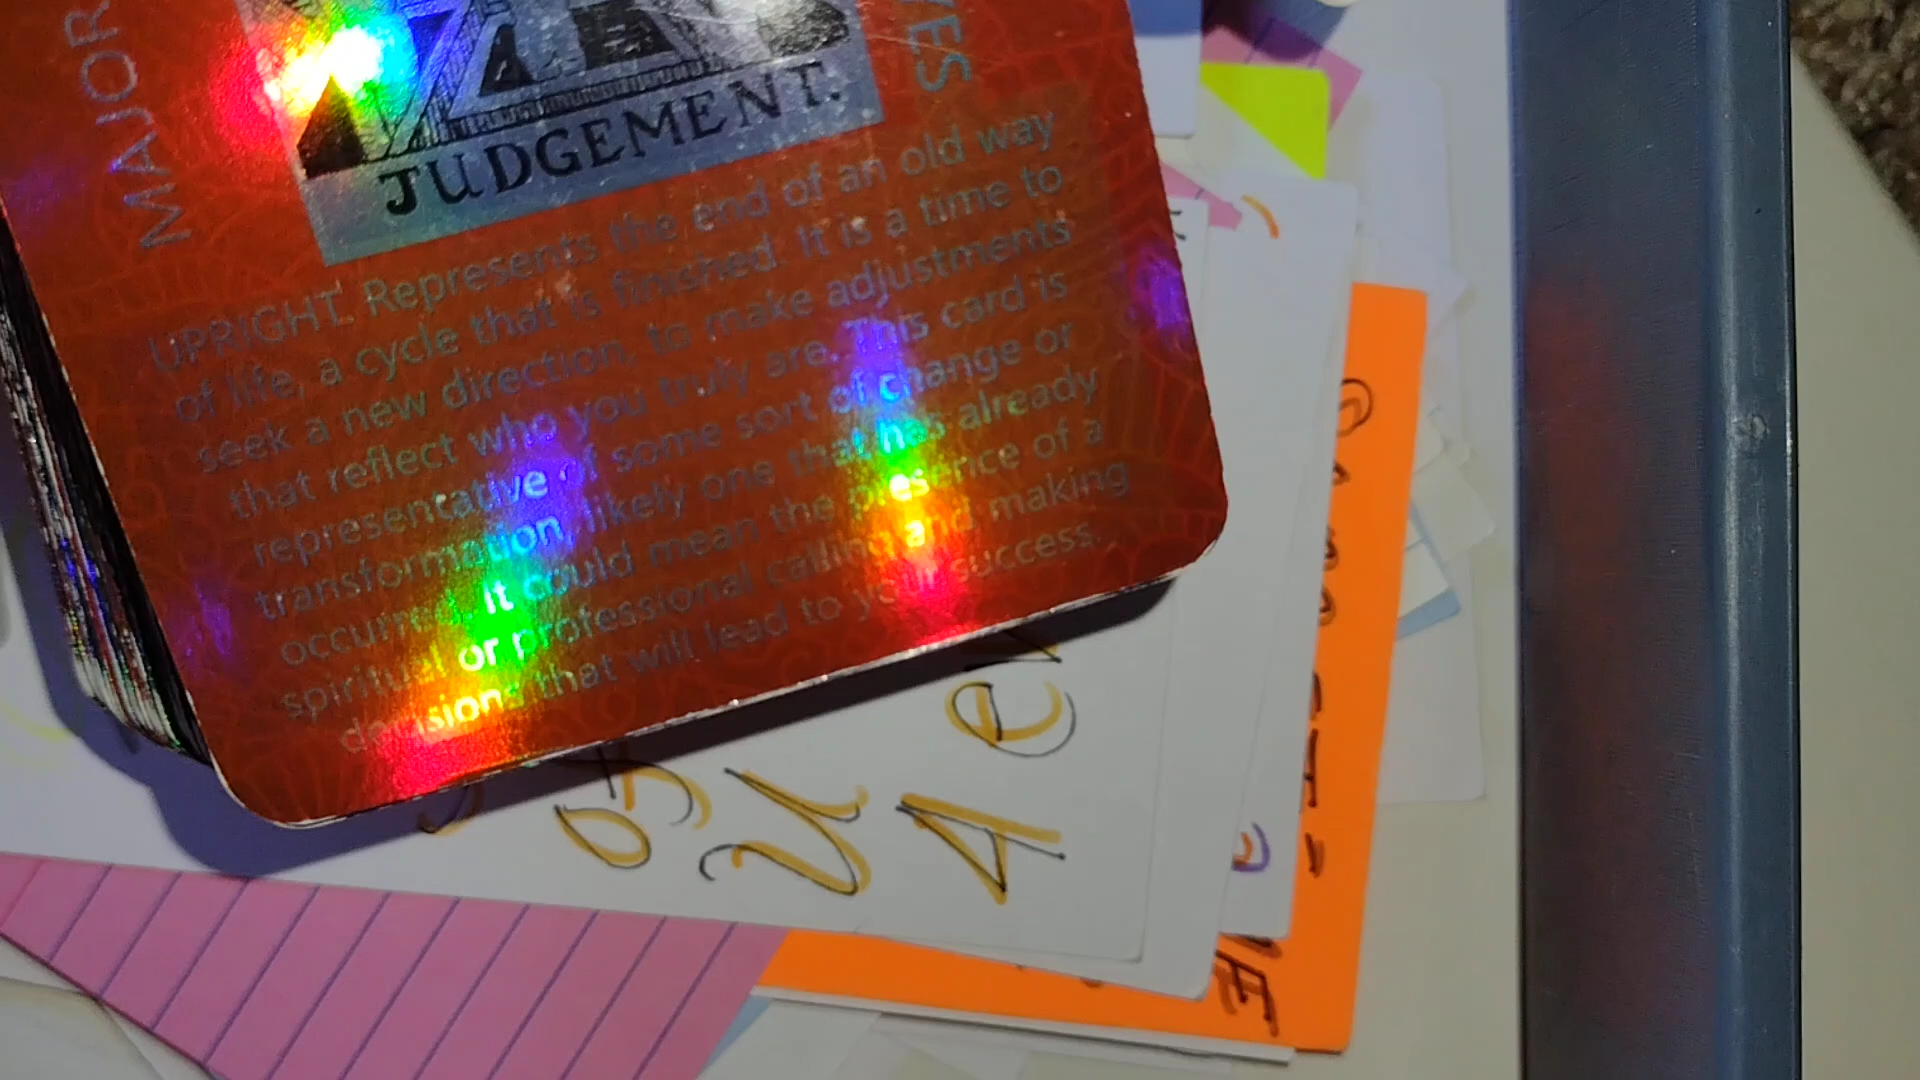 MAJOR
YES
JUDGEMENT.
UPRIGHT. Represents the end of an old way
of life, a cycle that is finished. It is a time to
seek a new direction, to make adjustments
that reflect who you truly are. This card is
representative of some sort of change or
transformation, likely one that has already
occurred. It could mean the presence of a
spiritual or professional calling and making
decisions that will lead to your success.